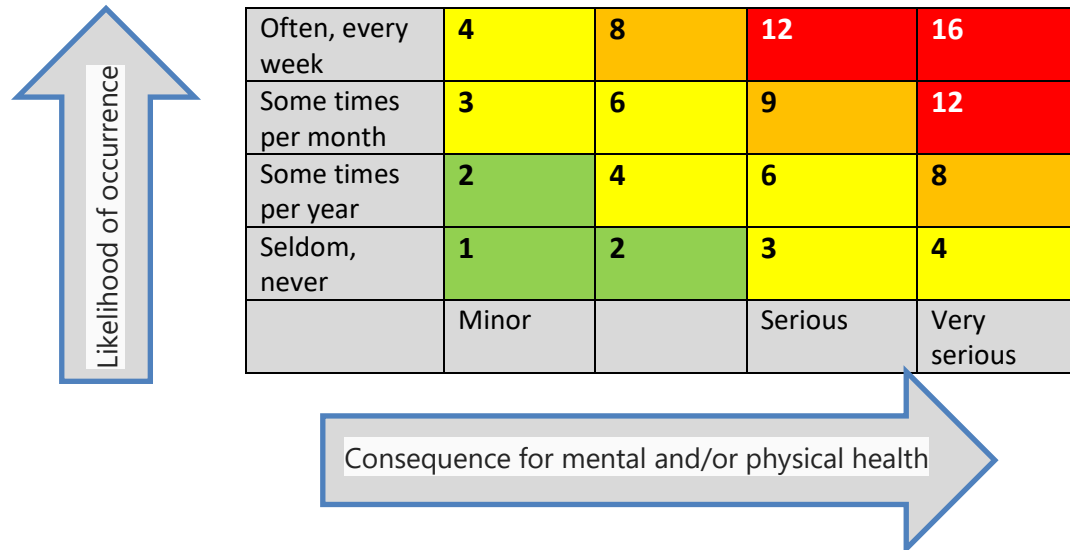 Likelihood of occurrence
Often, every
week
4
8
12
16
Some times
per month
3
6
9
12
Some times
per year
2
4
6
8
Seldom,
never
1
2
3
4
Minor
Serious
Very
serious
Consequence for mental and/or physical health